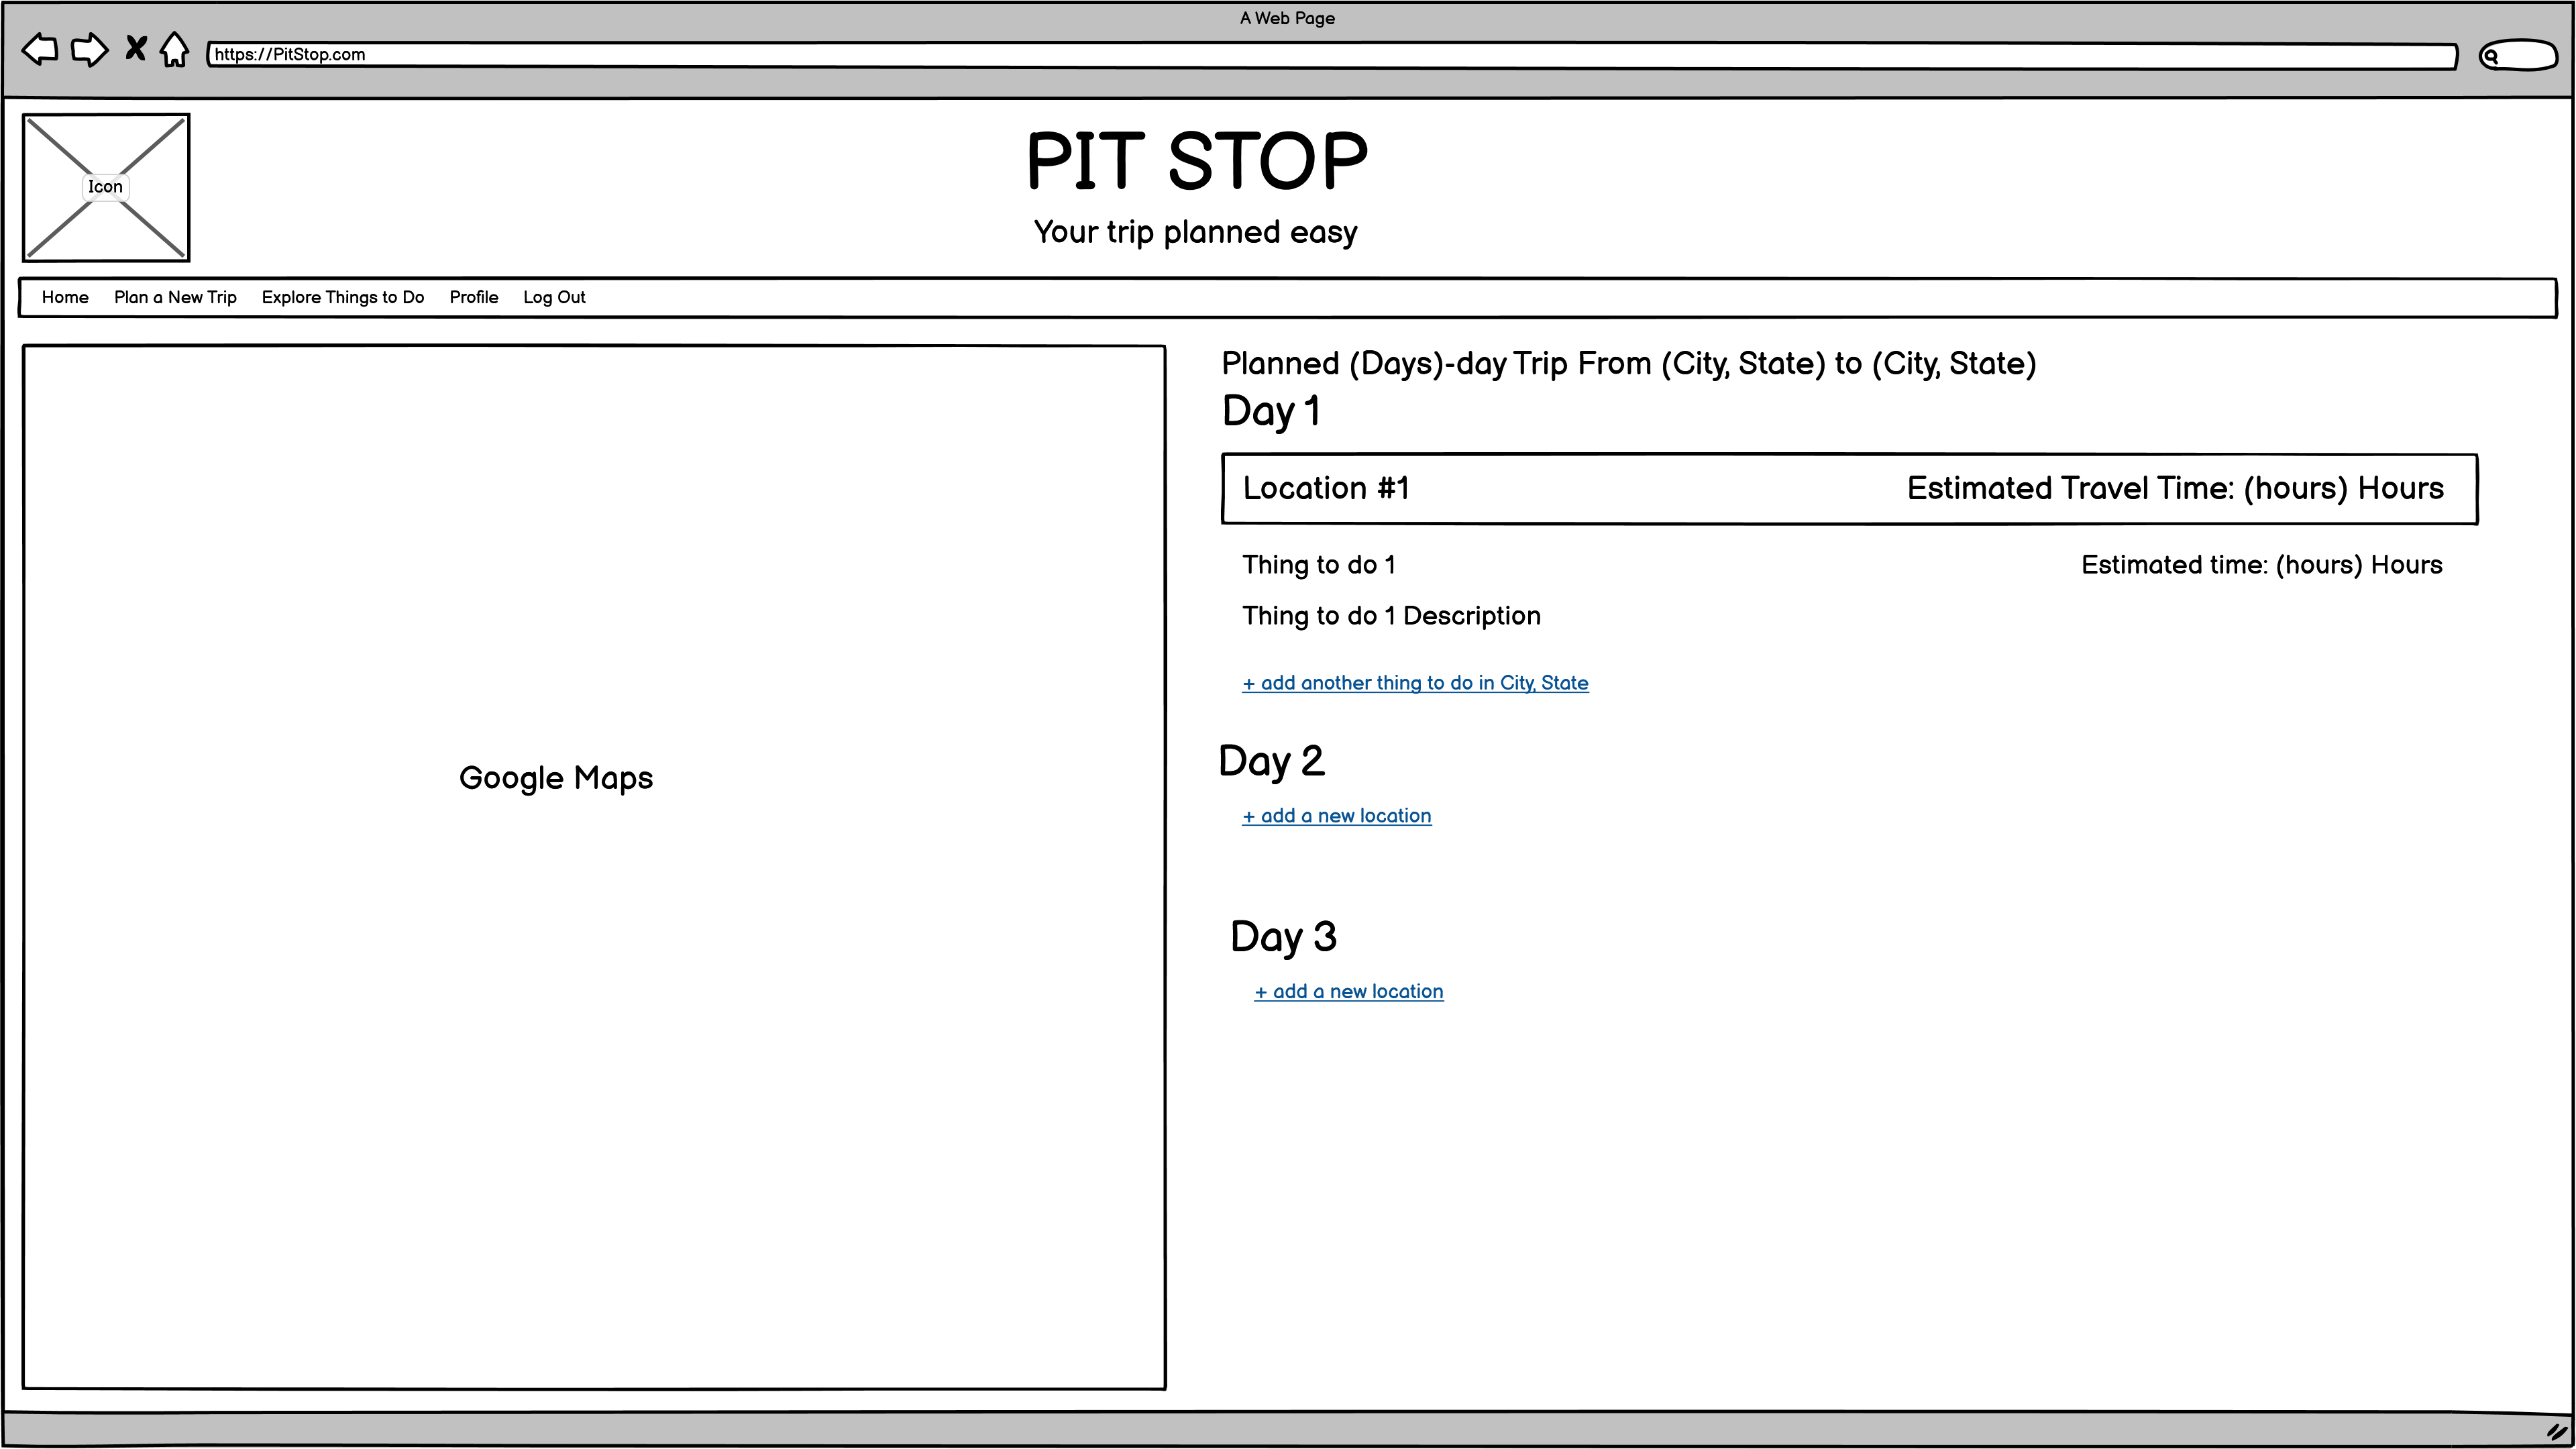 A Web Page
https://PitStop.com
Icon
PIT STOP
Your trip planned easy
Home Plan a New Trip Explore Things to Do Profile Log Out
Google Maps
Planned (Days)-day Trip From (City, State) to (City, State)
Day 1
Location #1 Estimated Travel Time: (hours) Hours
Thing to do 1 Estimated time: (hours) Hours
Thing to do 1 Description
+ add another thing to do in City, State
Day 2
+ add a new location
Day 3
+ add a new location